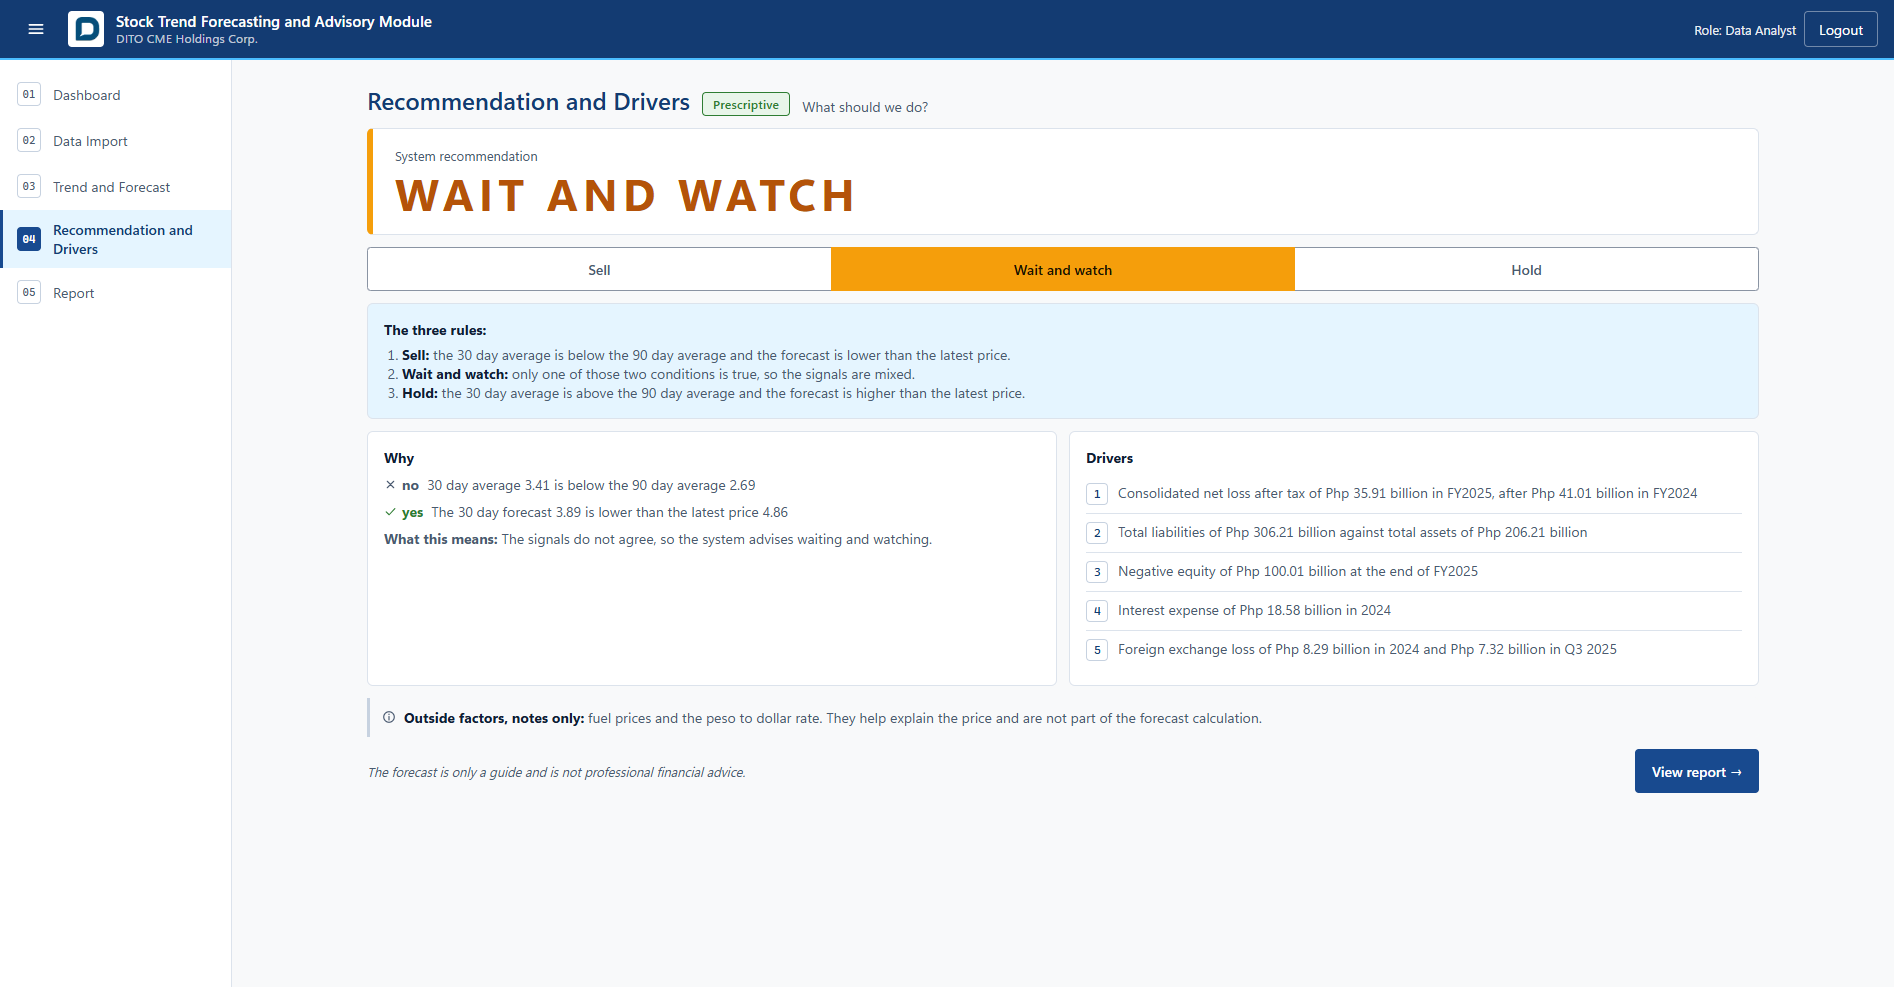 Stock Trend Forecasting and Advisory Module
DITO CME Holdings Corp.
Role: Data Analyst
Logout
01 Dashboard
02 Data Import
03 Trend and Forecast
04 Recommendation and
Drivers
05 Report
Recommendation and Drivers
Prescriptive
What should we do?
System recommendation
WAIT AND WATCH
Sell
Wait and watch
Hold
The three rules:
1. Sell: the 30 day average is below the 90 day average and the forecast is lower than the latest price.
2. Wait and watch: only one of those two conditions is true, so the signals are mixed.
3. Hold: the 30 day average is above the 90 day average and the forecast is higher than the latest price.
Why
✕ no 30 day average 3.41 is below the 90 day average 2.69
✓ yes The 30 day forecast 3.89 is lower than the latest price 4.86
What this means: The signals do not agree, so the system advises waiting and watching.
Drivers
1 Consolidated net loss after tax of Php 35.91 billion in FY2025, after Php 41.01 billion in FY2024
2 Total liabilities of Php 306.21 billion against total assets of Php 206.21 billion
3 Negative equity of Php 100.01 billion at the end of FY2025
4 Interest expense of Php 18.58 billion in 2024
5 Foreign exchange loss of Php 8.29 billion in 2024 and Php 7.32 billion in Q3 2025
Outside factors, notes only: fuel prices and the peso to dollar rate. They help explain the price and are not part of the forecast calculation.
The forecast is only a guide and is not professional financial advice.
View report →